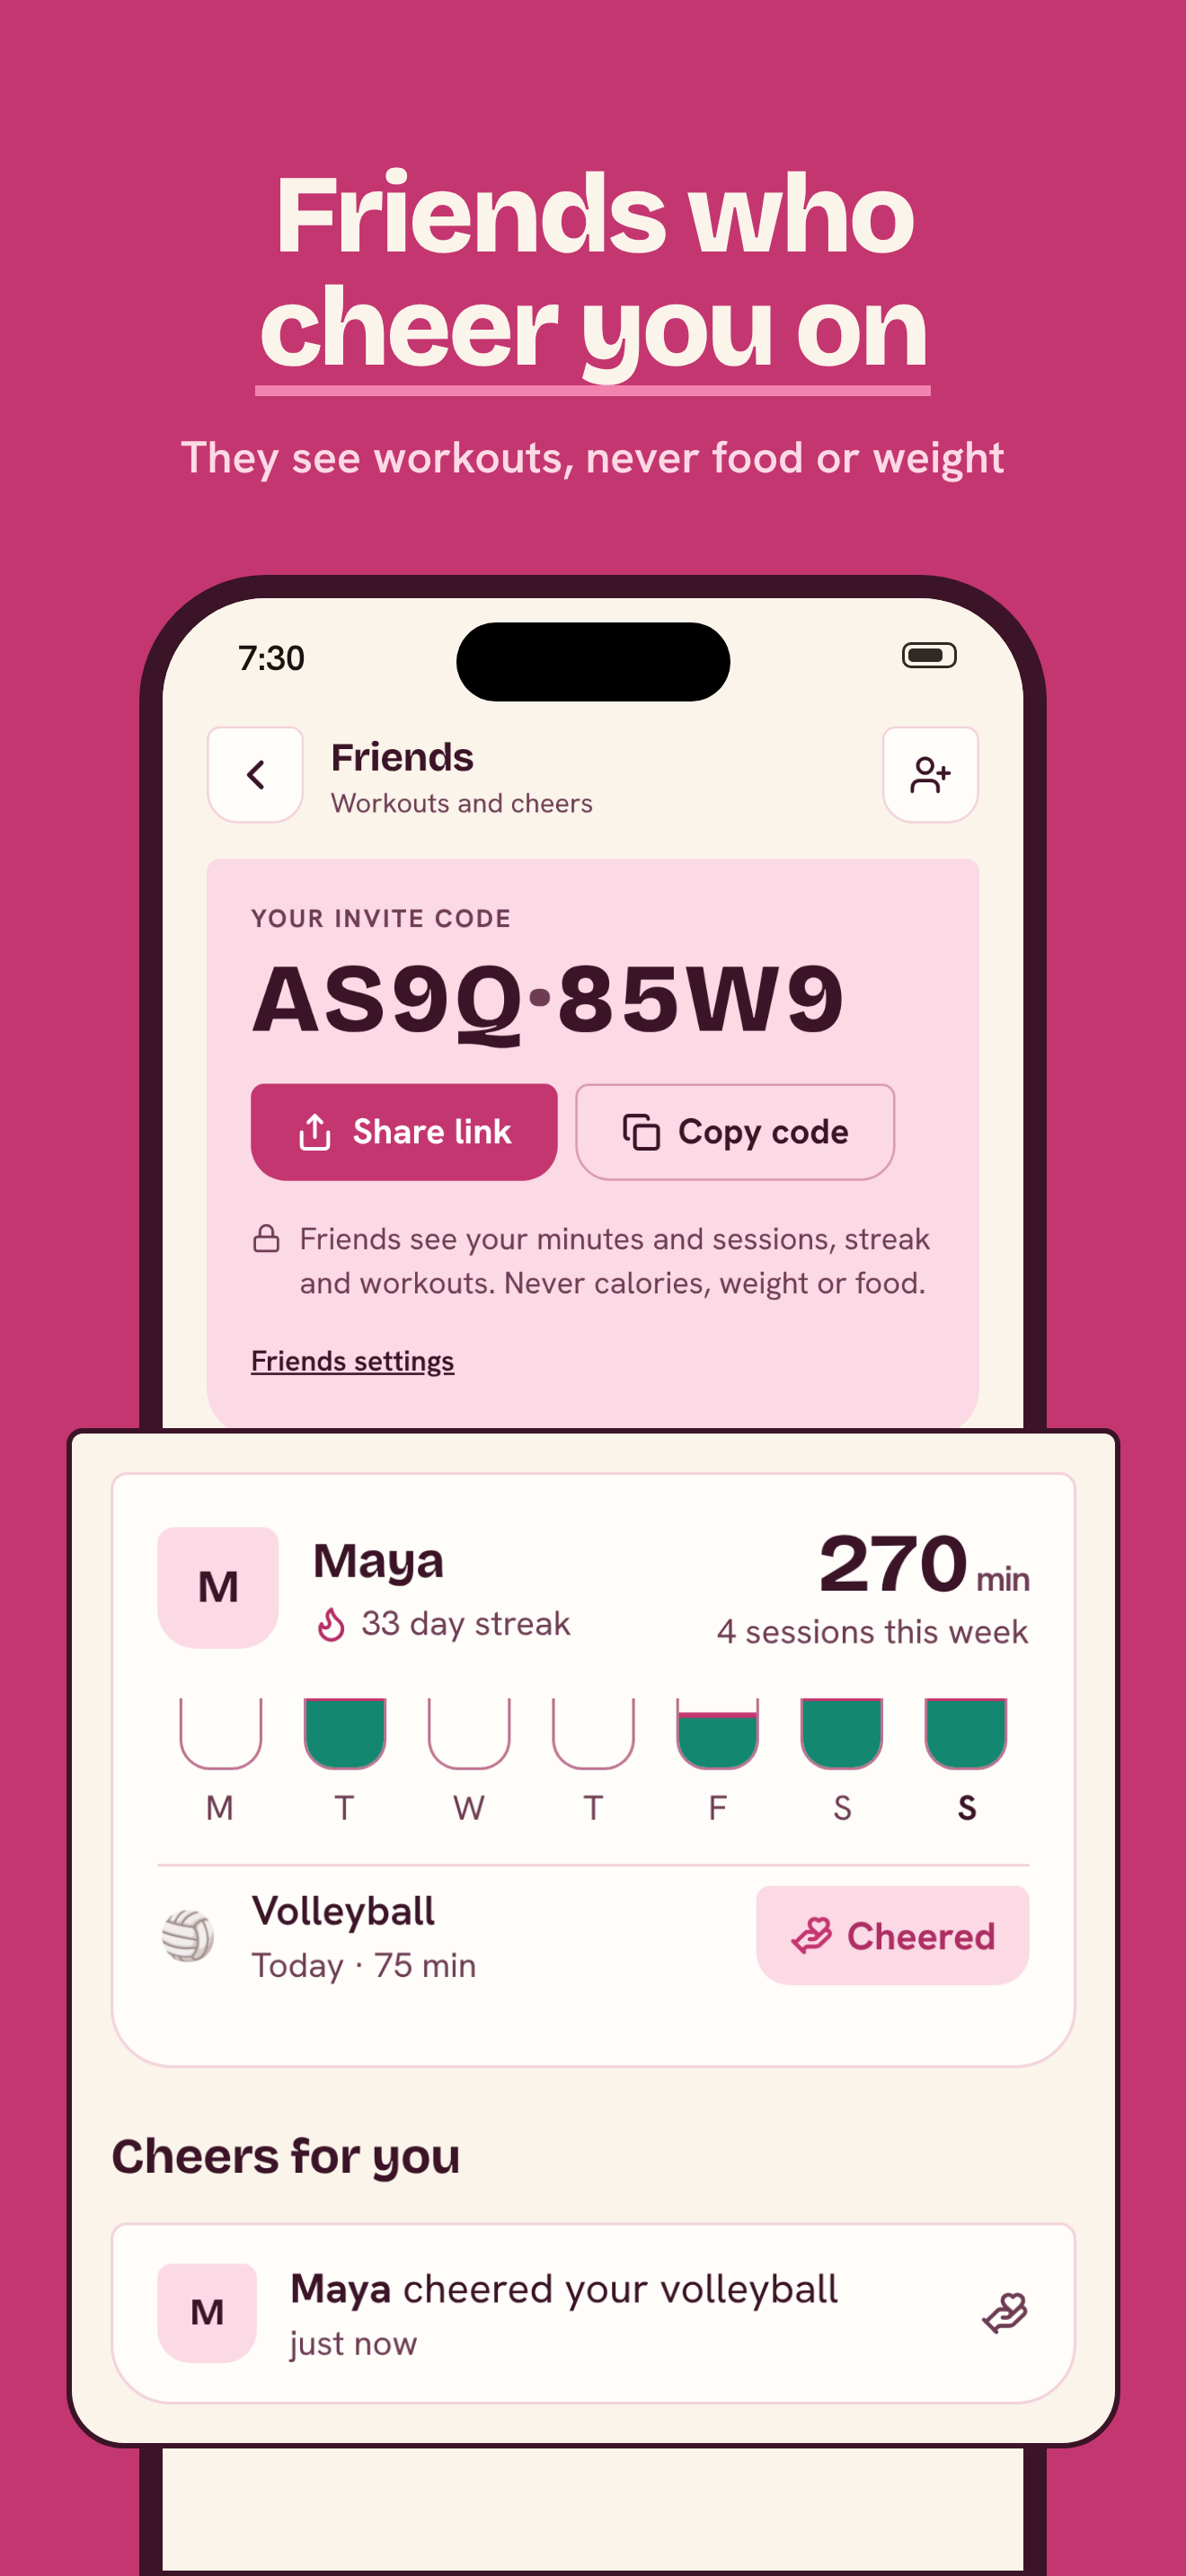 Friends who
cheer you on
They see workouts, never food or weight
7:30
Friends
Workouts and cheers
YOUR INVITE CODE
AS9Q·85W9
Share link
Copy code
Friends see your minutes and sessions, streak
and workouts. Never calories, weight or food.
Friends settings
M
Maya
270 min
33 day streak
4 sessions this week
M T W T F S S
Volleyball
Today · 75 min
Cheered
Cheers for you
M
Maya cheered your volleyball
just now